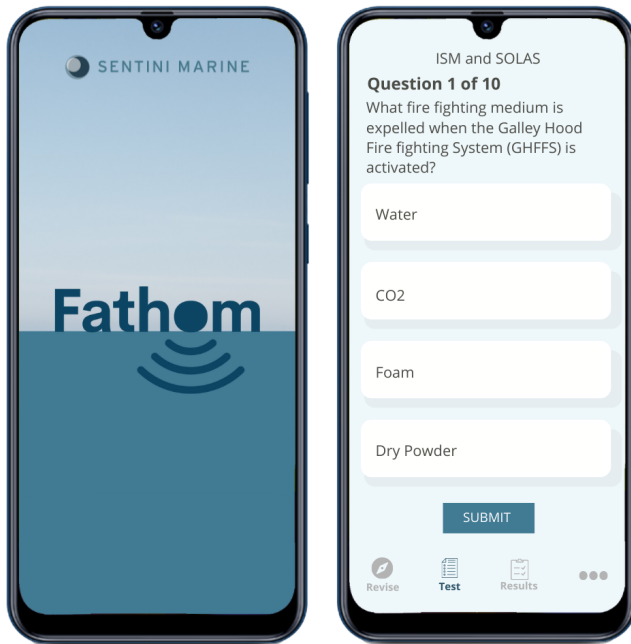 SENTINI MARINE
Fathom
ISM and SOLAS
Question 1 of 10
What fire fighting medium is
expelled when the Galley Hood
Fire fighting System (GHFFS) is
activated?
Water
CO2
Foam
Dry Powder
SUBMIT
Revise
Test
Results